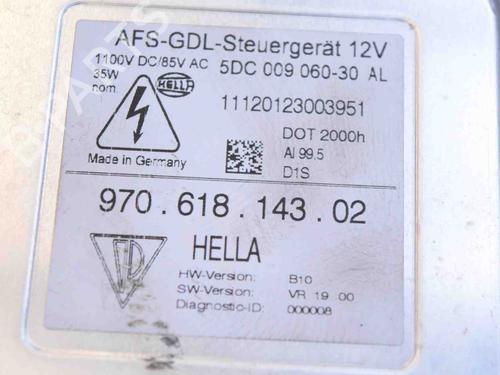 AFS-GDL-Steuergerät 12V
1100V DC/85V AC 5DC 009 060-30 AL
35W
nom
HELLA
11120123003951
DOT 2000h
Al 99.5
D1S
Made in Germany
970.618.143.02
HELLA
HW-Version: B10
SW-Version: VR 19 00
Diagnostic-ID: 000008